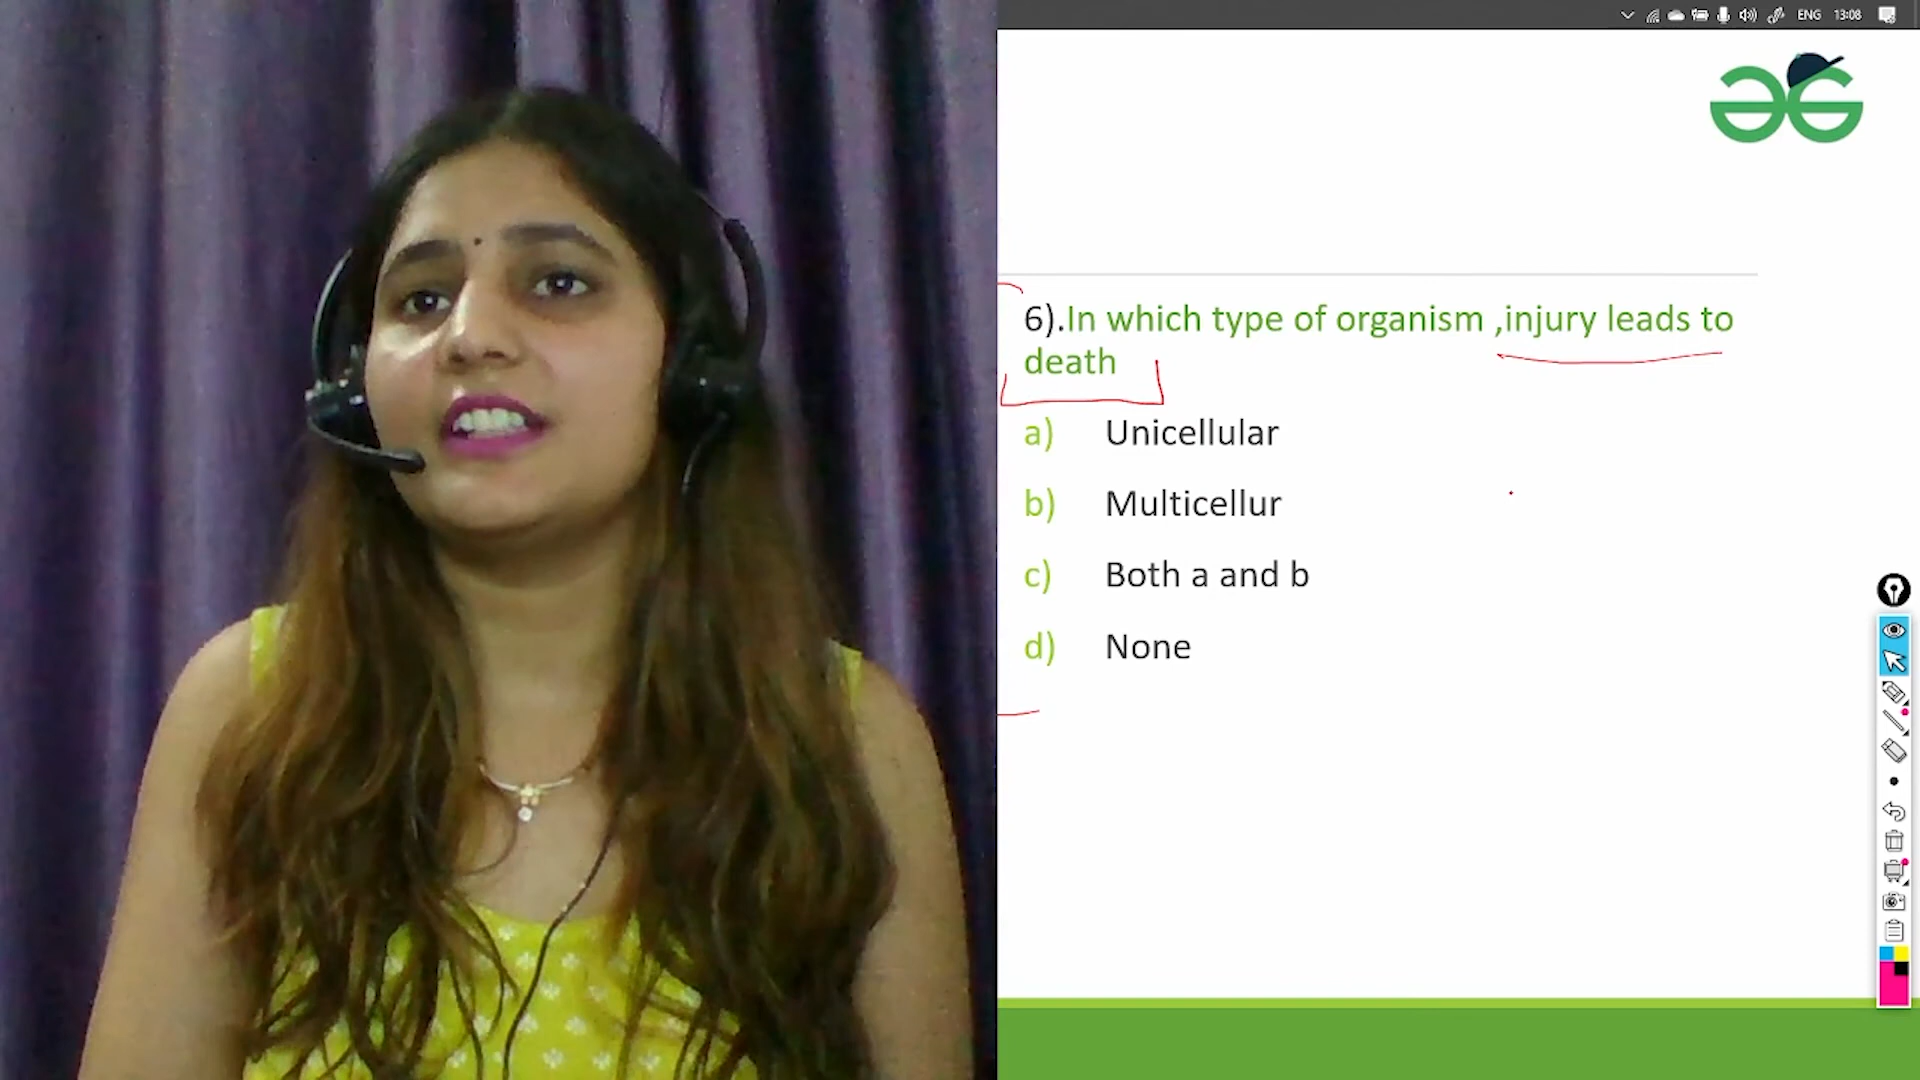 ENG 13:08
6).In which type of organism ,injury leads to
death
a) Unicellular
b) Multicellur
c) Both a and b
d) None